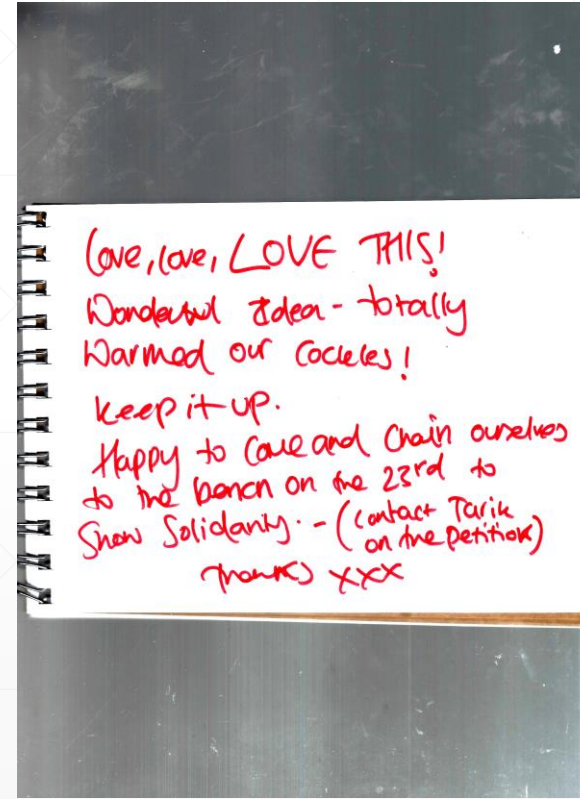 Love, love, LOVE THIS!
Wonderful Idea - totally
Warmed our Cockles!
Keep it up.
Happy to Come and Chain ourselves
to the bench on the 23rd to
Show Solidarity. - (Contact Tarik
on the Petition)
Thanks xxx